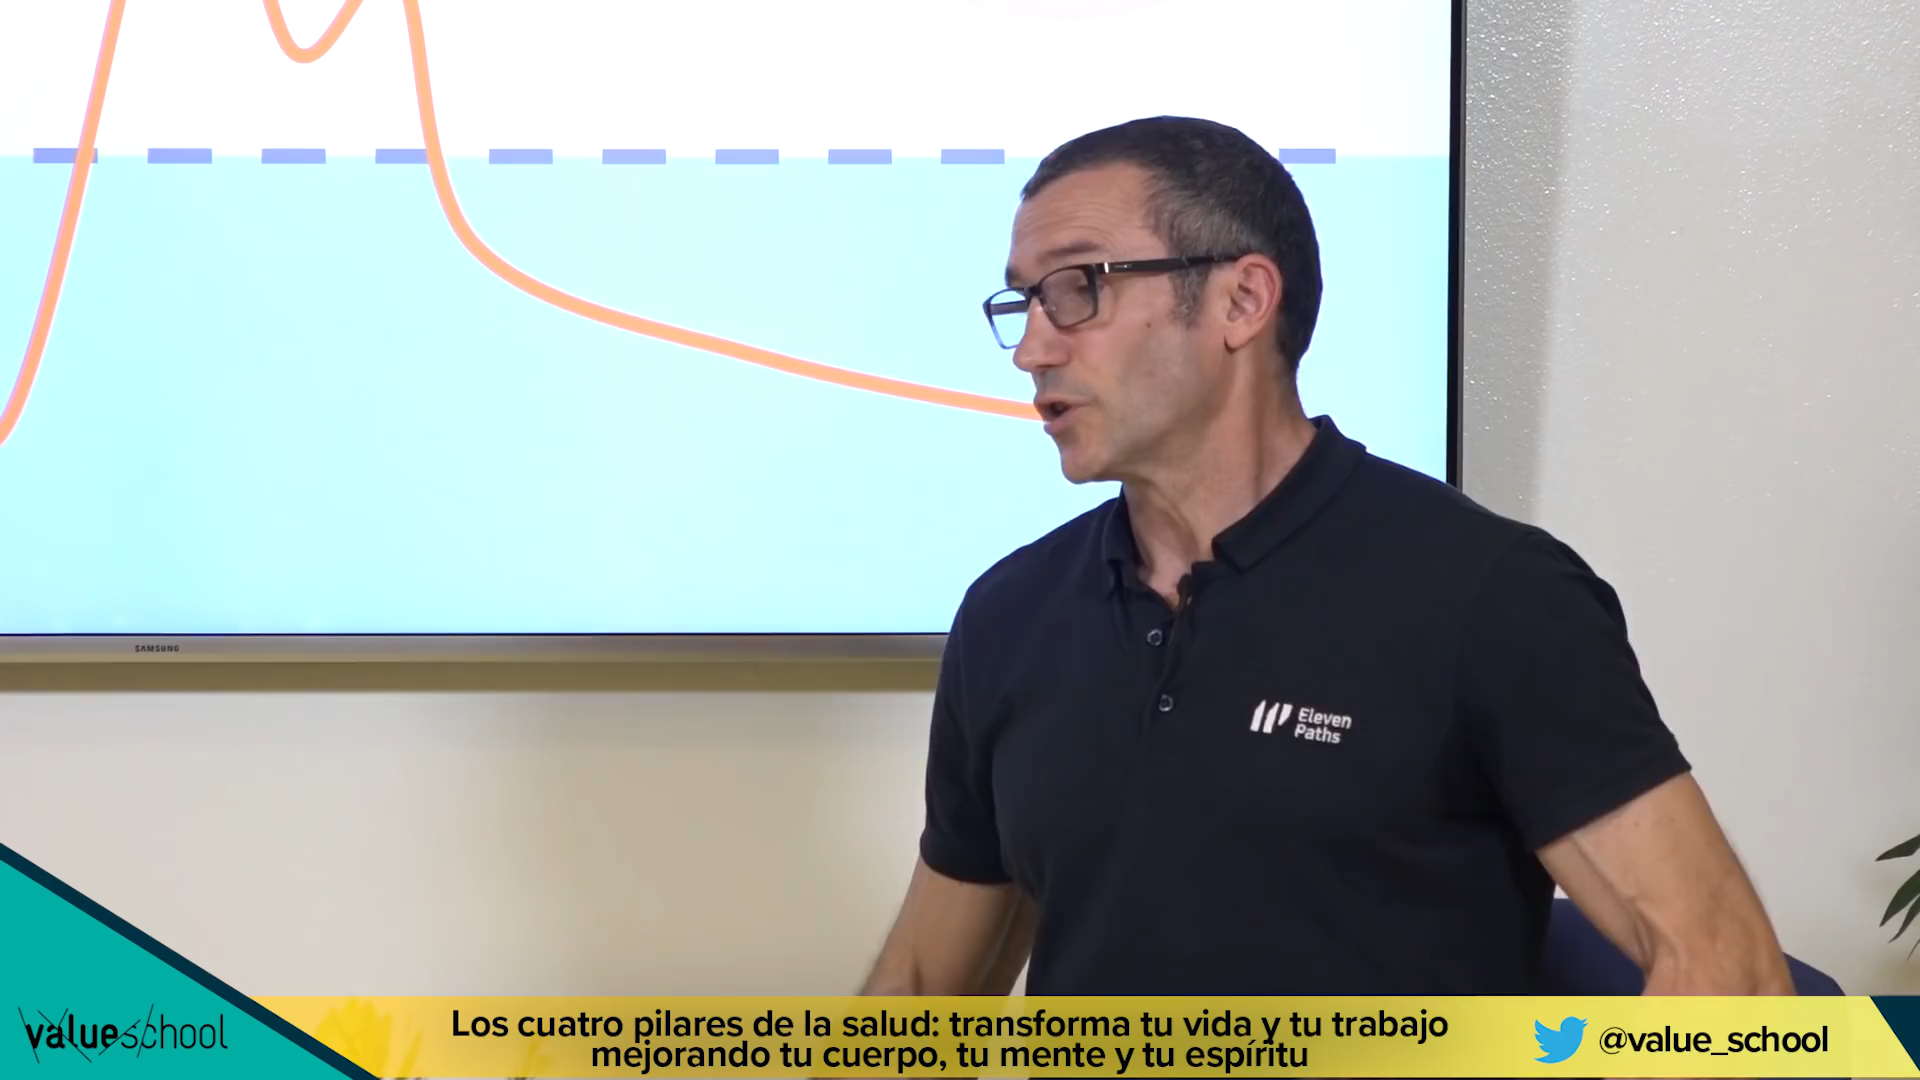 SAMSUNG
Eleven
Paths
valueschool
Los cuatro pilares de la salud: transforma tu vida y tu trabajo
mejorando tu cuerpo, tu mente y tu espíritu
@value_school